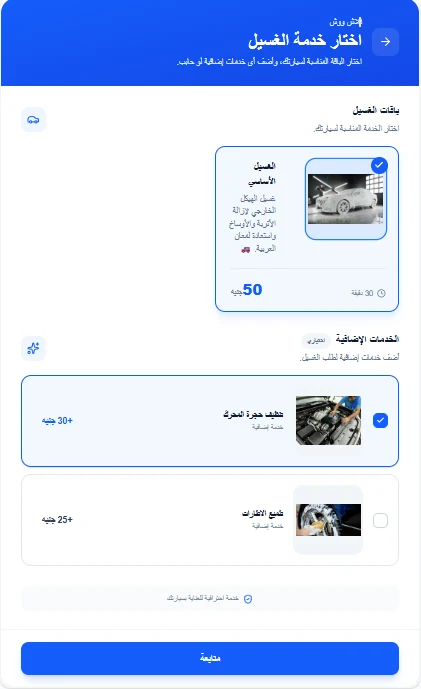 فلاش ووش
اختار خدمة الغسيل
اختار الباقة المناسبة لسيارتك، وأضف أي خدمات إضافية لو حابب.
باقات الغسيل
اختار الخدمة المناسبة لسيارتك.
الغسيل
الأساسي
غسيل الهيكل
الخارجي لإزالة
الأتربة والأوساخ
واستعادة لمعان
العربية. 🚗
30 دقيقة
50 جنيه
الخدمات الإضافية اختياري
أضف خدمات إضافية لطلب الغسيل.
تنظيف حجرة المحرك
خدمة إضافية
+30 جنيه
تلميع الاطارات
خدمة إضافية
+25 جنيه
خدمة احترافية للعناية بسيارتك
متابعة